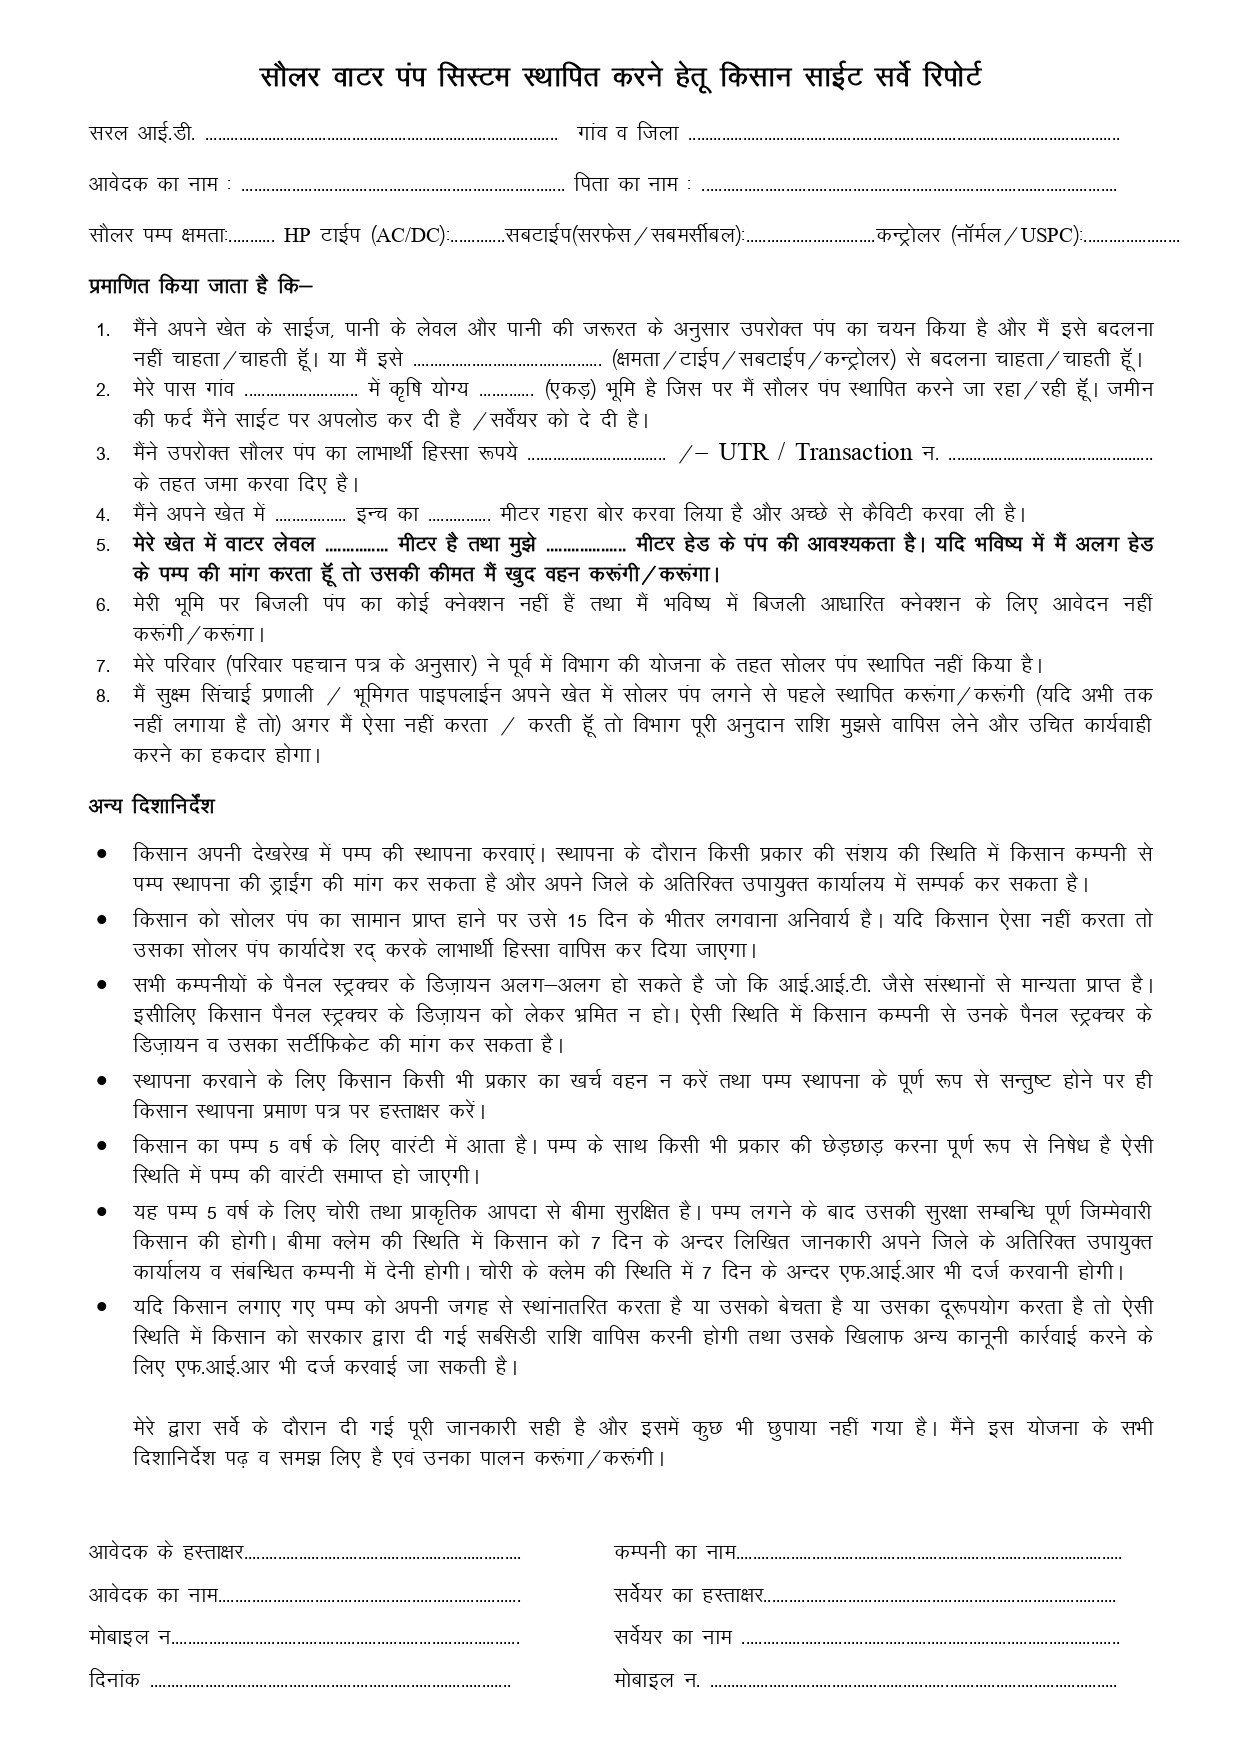 सौलर वाटर पंप सिस्टम स्थापित करने हेतू किसान साईट सर्वे रिपोर्ट
सरल आई.डी. .................................................................................... गांव व जिला .......................................................................................................
आवेदक का नाम : ............................................................................. पिता का नाम : ...................................................................................................
सौलर पम्प क्षमताः........... HP टाईप (AC/DC):.............सबटाईप(सरफेस/सबमर्सीबल):...............................कन्ट्रोलर (नॉर्मल/USPC):.......................
प्रमाणित किया जाता है कि–
1. मैंने अपने खेत के साईज, पानी के लेवल और पानी की जरूरत के अनुसार उपरोक्त पंप का चयन किया है और मैं इसे बदलना
नहीं चाहता/चाहती हूॅं। या मैं इसे ............................................. (क्षमता/टाईप/सबटाईप/कन्ट्रोलर) से बदलना चाहता/चाहती हूॅं।
2. मेरे पास गांव ........................... में कृषि योग्य ............. (एकड़) भूमि है जिस पर मैं सौलर पंप स्थापित करने जा रहा/रही हूॅं। जमीन
की फर्द मैंने साईट पर अपलोड कर दी है /सर्वेयर को दे दी है।
3. मैंने उपरोक्त सौलर पंप का लाभार्थी हिस्सा रूपये ................................. /– UTR / Transaction न. .................................................
के तहत जमा करवा दिए है।
4. मैंने अपने खेत में ................. इन्च का ............... मीटर गहरा बोर करवा लिया है और अच्छे से कैविटी करवा ली है।
5. मेरे खेत में वाटर लेवल ............... मीटर है तथा मुझे ................... मीटर हेड के पंप की आवश्यकता है। यदि भविष्य में मैं अलग हेड
के पम्प की मांग करता हूॅं तो उसकी कीमत मैं खुद वहन करूंगी/करूंगा।
6. मेरी भूमि पर बिजली पंप का कोई क्नेक्शन नहीं हैं तथा मैं भविष्य में बिजली आधारित क्नेक्शन के लिए आवेदन नहीं
करूंगी/करूंगा।
7. मेरे परिवार (परिवार पहचान पत्र के अनुसार) ने पूर्व में विभाग की योजना के तहत सोलर पंप स्थापित नहीं किया है।
8. मैं सुक्ष्म सिंचाई प्रणाली / भूमिगत पाइपलाईन अपने खेत में सोलर पंप लगने से पहले स्थापित करूंगा/करूंगी (यदि अभी तक
नहीं लगाया है तो) अगर मैं ऐसा नहीं करता / करती हूॅं तो विभाग पूरी अनुदान राशि मुझसे वापिस लेने और उचित कार्यवाही
करने का हकदार होगा।
अन्य दिशानिर्देंश
• किसान अपनी देखरेख में पम्प की स्थापना करवाएं। स्थापना के दौरान किसी प्रकार की संशय की स्थिति में किसान कम्पनी से
पम्प स्थापना की ड्राईंग की मांग कर सकता है और अपने जिले के अतिरिक्त उपायुक्त कार्यालय में सम्पर्क कर सकता है।
• किसान को सोलर पंप का सामान प्राप्त हाने पर उसे 15 दिन के भीतर लगवाना अनिवार्य है। यदि किसान ऐसा नहीं करता तो
उसका सोलर पंप कार्यादेश रद् करके लाभार्थी हिस्सा वापिस कर दिया जाएगा।
• सभी कम्पनीयों के पैनल स्ट्रक्चर के डिज़ायन अलग–अलग हो सकते है जो कि आई.आई.टी. जैसे संस्थानों से मान्यता प्राप्त है।
इसीलिए किसान पैनल स्ट्रक्चर के डिज़ायन को लेकर भ्रमित न हो। ऐसी स्थिति में किसान कम्पनी से उनके पैनल स्ट्रक्चर के
डिज़ायन व उसका सर्टीफिकेट की मांग कर सकता है।
• स्थापना करवाने के लिए किसान किसी भी प्रकार का खर्च वहन न करें तथा पम्प स्थापना के पूर्ण रूप से सन्तुष्ट होने पर ही
किसान स्थापना प्रमाण पत्र पर हस्ताक्षर करें।
• किसान का पम्प 5 वर्ष के लिए वारंटी में आता है। पम्प के साथ किसी भी प्रकार की छेड़छाड़ करना पूर्ण रूप से निषेध है ऐसी
स्थिति में पम्प की वारंटी समाप्त हो जाएगी।
• यह पम्प 5 वर्ष के लिए चोरी तथा प्राकृतिक आपदा से बीमा सुरक्षित है। पम्प लगने के बाद उसकी सुरक्षा सम्बन्धि पूर्ण जिम्मेवारी
किसान की होगी। बीमा क्लेम की स्थिति में किसान को 7 दिन के अन्दर लिखित जानकारी अपने जिले के अतिरिक्त उपायुक्त
कार्यालय व संबन्धित कम्पनी में देनी होगी। चोरी के क्लेम की स्थिति में 7 दिन के अन्दर एफ.आई.आर भी दर्ज करवानी होगी।
• यदि किसान लगाए गए पम्प को अपनी जगह से स्थांनातरित करता है या उसको बेचता है या उसका दूरूपयोग करता है तो ऐसी
स्थिति में किसान को सरकार द्वारा दी गई सबसिडी राशि वापिस करनी होगी तथा उसके खिलाफ अन्य कानूनी कार्रवाई करने के
लिए एफ.आई.आर भी दर्ज करवाई जा सकती है।
मेरे द्वारा सर्वे के दौरान दी गई पूरी जानकारी सही है और इसमें कुछ भी छुपाया नहीं गया है। मैंने इस योजना के सभी
दिशानिर्देश पढ़ व समझ लिए है एवं उनका पालन करूंगा/करूंगी।
आवेदक के हस्ताक्षर.................................................................. कम्पनी का नाम...........................................................................................
आवेदक का नाम........................................................................ सर्वेयर का हस्ताक्षर....................................................................................
मोबाइल न................................................................................... सर्वेयर का नाम ..........................................................................................
दिनांक ...................................................................................... मोबाइल न. .................................................................................................